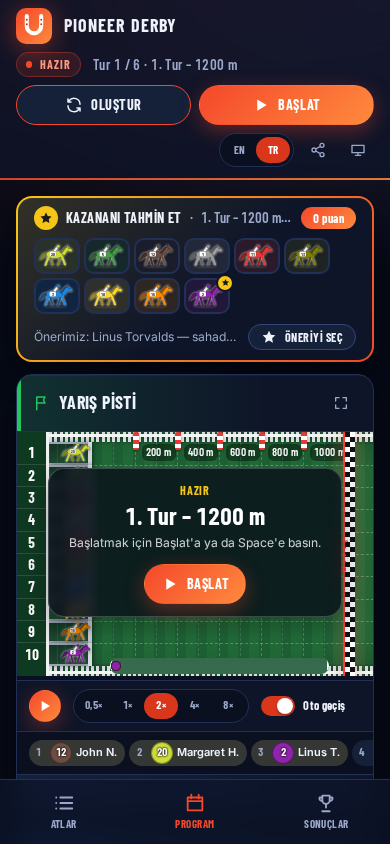 PIONEER DERBY
HAZIR
Tur 1 / 6 · 1. Tur – 1200 m
OLUŞTUR
BAŞLAT
EN
TR
KAZANANI TAHMİN ET · 1. Tur – 1200 m...
0 puan
Önerimiz: Linus Torvalds — sahad...
ÖNERİYİ SEÇ
YARIŞ PİSTİ
200 m
400 m
600 m
800 m
1000 m
1
2
3
4
5
6
7
8
9
10
HAZIR
1. Tur – 1200 m
Başlatmak için Başlat'a ya da Space'e basın.
BAŞLAT
0,5×
1×
2×
4×
8×
Oto geçiş
1 12 John N.
2 20 Margaret H.
3 2 Linus T.
4
ATLAR
PROGRAM
SONUÇLAR